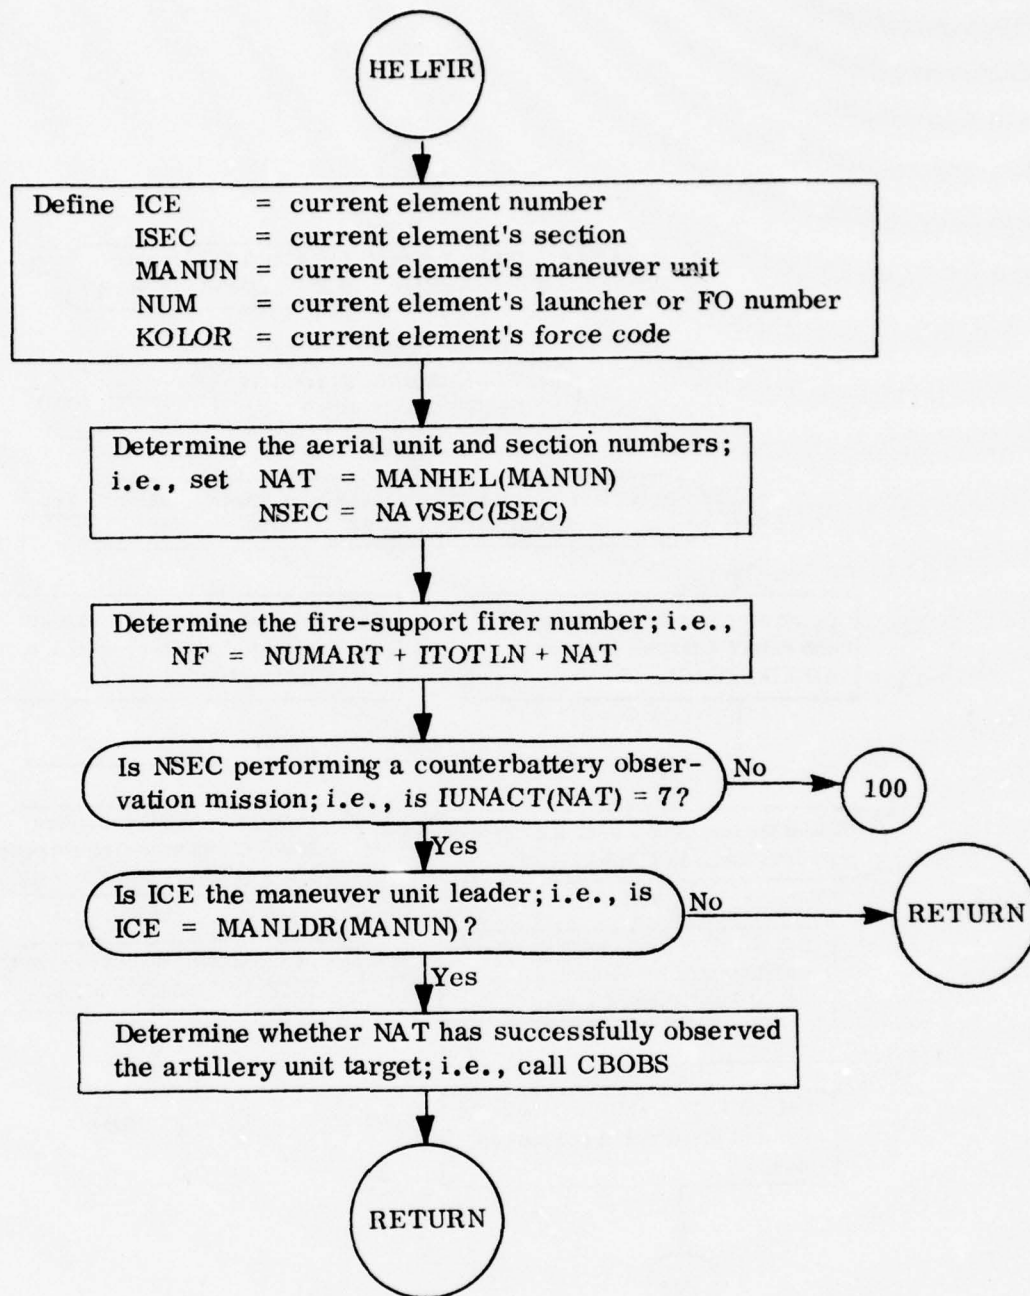 HELFIR
Define ICE = current element number
ISEC = current element's section
MANUN = current element's maneuver unit
NUM = current element's launcher or FO number
KOLOR = current element's force code
Determine the aerial unit and section numbers;
i.e., set NAT = MANHEL(MANUN)
NSEC = NAVSEC(ISEC)
Determine the fire-support firer number; i.e.,
NF = NUMART + ITOTLN + NAT
Is NSEC performing a counterbattery obser-
vation mission; i.e., is IUNACT(NAT) = 7?
No
100
Yes
Is ICE the maneuver unit leader; i.e., is
ICE = MANLDR(MANUN)?
No
RETURN
Yes
Determine whether NAT has successfully observed
the artillery unit target; i.e., call CBOBS
RETURN